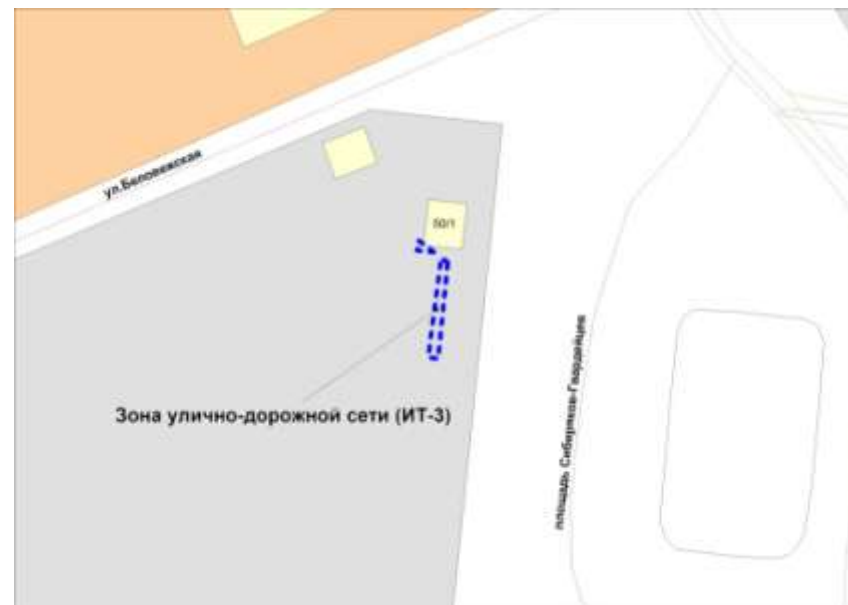 ул.Беловежская
50/1
площадь Сибиряков-Гвардейцев
Зона улично-дорожной сети (ИТ-3)